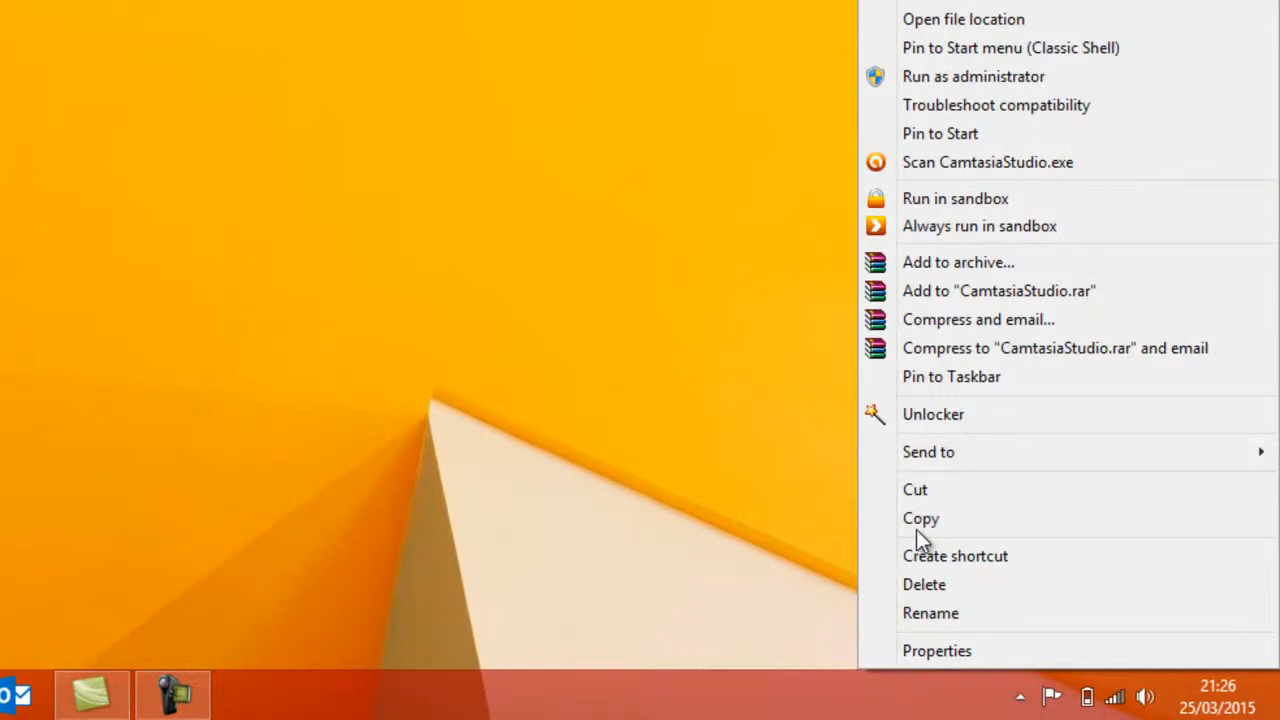 Open file location
Pin to Start menu (Classic Shell)
Run as administrator
Troubleshoot compatibility
Pin to Start
Scan CamtasiaStudio.exe
Run in sandbox
Always run in sandbox
Add to archive...
Add to "CamtasiaStudio.rar"
Compress and email...
Compress to "CamtasiaStudio.rar" and email
Pin to Taskbar
Unlocker
Send to
Cut
Copy
Create shortcut
Delete
Rename
Properties
21:26
25/03/2015